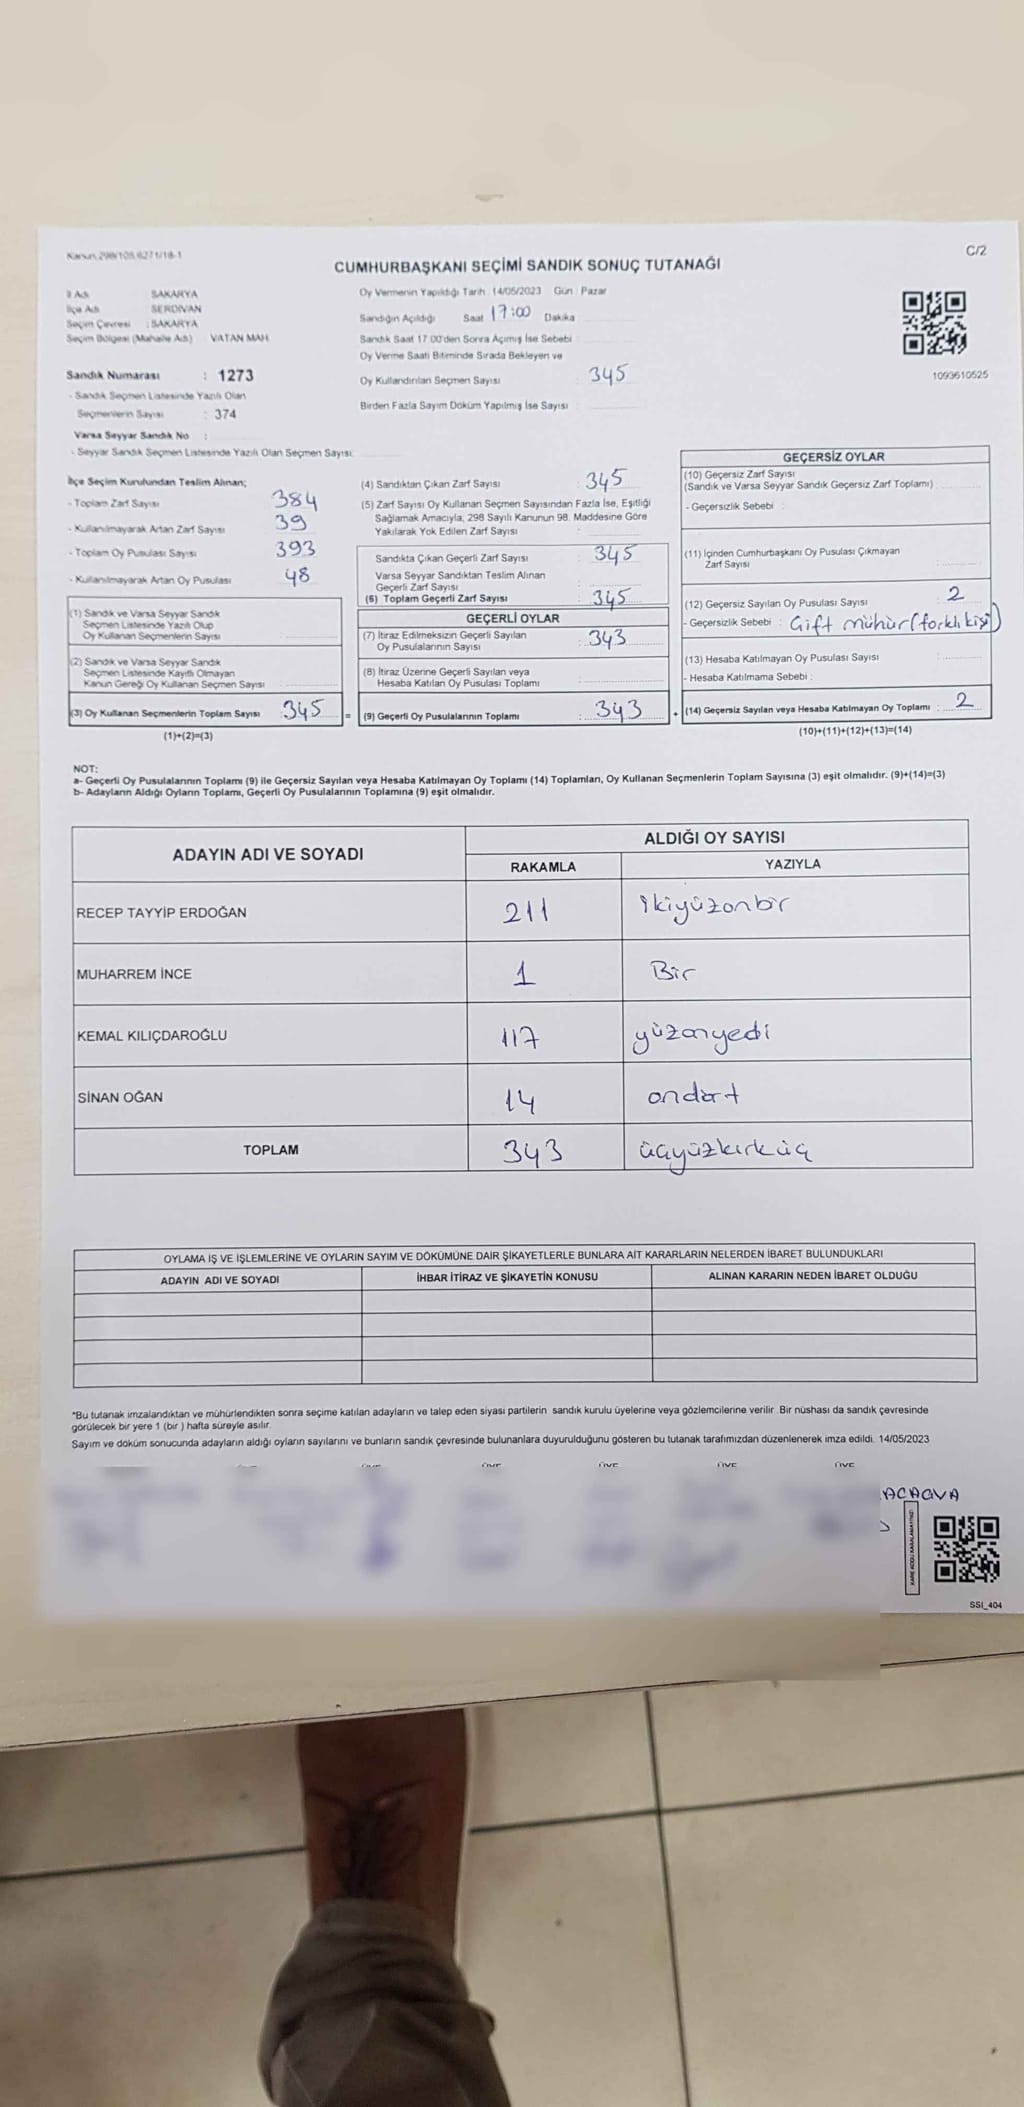 Kanun.298/105,6271/18-1
C/2
CUMHURBAŞKANI SEÇİMİ SANDIK SONUÇ TUTANAĞI
İl Adı SAKARYA
İlçe Adı SERDİVAN
Seçim Çevresi : SAKARYA
Seçim Bölgesi (Mahalle Adı) VATAN MAH.
Sandık Numarası : 1273
- Sandık Seçmen Listesinde Yazılı Olan
Seçmenlerin Sayısı : 374
Varsa Seyyar Sandık No :
- Seyyar Sandık Seçmen Listesinde Yazılı Olan Seçmen Sayısı:
Oy Vermenin Yapıldığı Tarih : 14/05/2023 Gün : Pazar
Sandığın Açıldığı Saat 17:00 Dakika
Sandık Saat 17.00'den Sonra Açımış İse Sebebi :
Oy Verme Saati Bitiminde Sırada Bekleyen ve
Oy Kullandırılan Seçmen Sayısı : 345
Birden Fazla Sayım Döküm Yapılmış İse Sayısı :
1093610525
İlçe Seçim Kurulundan Teslim Alınan;
- Toplam Zarf Sayısı 384
- Kullanılmayarak Artan Zarf Sayısı 39
- Toplam Oy Pusulası Sayısı 393
- Kullanılmayarak Artan Oy Pusulası 48
(1) Sandık ve Varsa Seyyar Sandık
Seçmen Listesinde Yazılı Olup
Oy Kullanan Seçmenlerin Sayısı :
(2) Sandık ve Varsa Seyyar Sandık
Seçmen Listesinde Kayıtlı Olmayan
Kanun Gereği Oy Kullanan Seçmen Sayısı :
(3) Oy Kullanan Seçmenlerin Toplam Sayısı : 345
(1)+(2)=(3)
(4) Sandıktan Çıkan Zarf Sayısı : 345
(5) Zarf Sayısı Oy Kullanan Seçmen Sayısından Fazla İse, Eşitliği
Sağlamak Amacıyla, 298 Sayılı Kanunun 98. Maddesine Göre
Yakılarak Yok Edilen Zarf Sayısı :
Sandıkta Çıkan Geçerli Zarf Sayısı : 345
Varsa Seyyar Sandıktan Teslim Alınan
Geçerli Zarf Sayısı :
(6) Toplam Geçerli Zarf Sayısı : 345
GEÇERLİ OYLAR
(7) İtiraz Edilmeksizin Geçerli Sayılan
Oy Pusulalarının Sayısı : 343
(8) İtiraz Üzerine Geçerli Sayılan veya
Hesaba Katılan Oy Pusulası Toplamı :
= (9) Geçerli Oy Pusulalarının Toplamı : 343
GEÇERSİZ OYLAR
(10) Geçersiz Zarf Sayısı
(Sandık ve Varsa Seyyar Sandık Geçersiz Zarf Toplamı) :
- Geçersizlik Sebebi :
(11) İçinden Cumhurbaşkanı Oy Pusulası Çıkmayan
Zarf Sayısı :
(12) Geçersiz Sayılan Oy Pusulası Sayısı : 2
- Geçersizlik Sebebi : Çift mühür (farklı kişi)
(13) Hesaba Katılmayan Oy Pusulası Sayısı :
- Hesaba Katılmama Sebebi :
+ (14) Geçersiz Sayılan veya Hesaba Katılmayan Oy Toplamı : 2
(10)+(11)+(12)+(13)=(14)
NOT:
a- Geçerli Oy Pusulalarının Toplamı (9) ile Geçersiz Sayılan veya Hesaba Katılmayan Oy Toplamı (14) Toplamları, Oy Kullanan Seçmenlerin Toplam Sayısına (3) eşit olmalıdır. (9)+(14)=(3)
b- Adayların Aldığı Oyların Toplamı, Geçerli Oy Pusulalarının Toplamına (9) eşit olmalıdır.
ADAYIN ADI VE SOYADI ALDIĞI OY SAYISI
RAKAMLA YAZIYLA
RECEP TAYYİP ERDOĞAN 211 ikiyüzonbir
MUHARREM İNCE 1 Bir
KEMAL KILIÇDAROĞLU 117 yüzonyedi
SİNAN OĞAN 14 ondört
TOPLAM 343 üçyüzkırküç
OYLAMA İŞ VE İŞLEMLERİNE VE OYLARIN SAYIM VE DÖKÜMÜNE DAİR ŞİKAYETLERLE BUNLARA AİT KARARLARIN NELERDEN İBARET BULUNDUKLARI
ADAYIN ADI VE SOYADI İHBAR İTİRAZ VE ŞİKAYETİN KONUSU ALINAN KARARIN NEDEN İBARET OLDUĞU
*Bu tutanak imzalandıktan ve mühürlendikten sonra seçime katılan adayların ve talep eden siyasi partilerin sandık kurulu üyelerine veya gözlemcilerine verilir. Bir nüshası da sandık çevresinde
görülecek bir yere 1 (bir ) hafta süreyle asılır.
Sayım ve döküm sonucunda adayların aldığı oyların sayılarını ve bunların sandık çevresinde bulunanlara duyurulduğunu gösteren bu tutanak tarafımızdan düzenlenerek imza edildi. 14/05/2023
ÜYE ÜYE ÜYE ÜYE ÜYE
KARE KODU KARALAMAYINIZ!
SSI_404